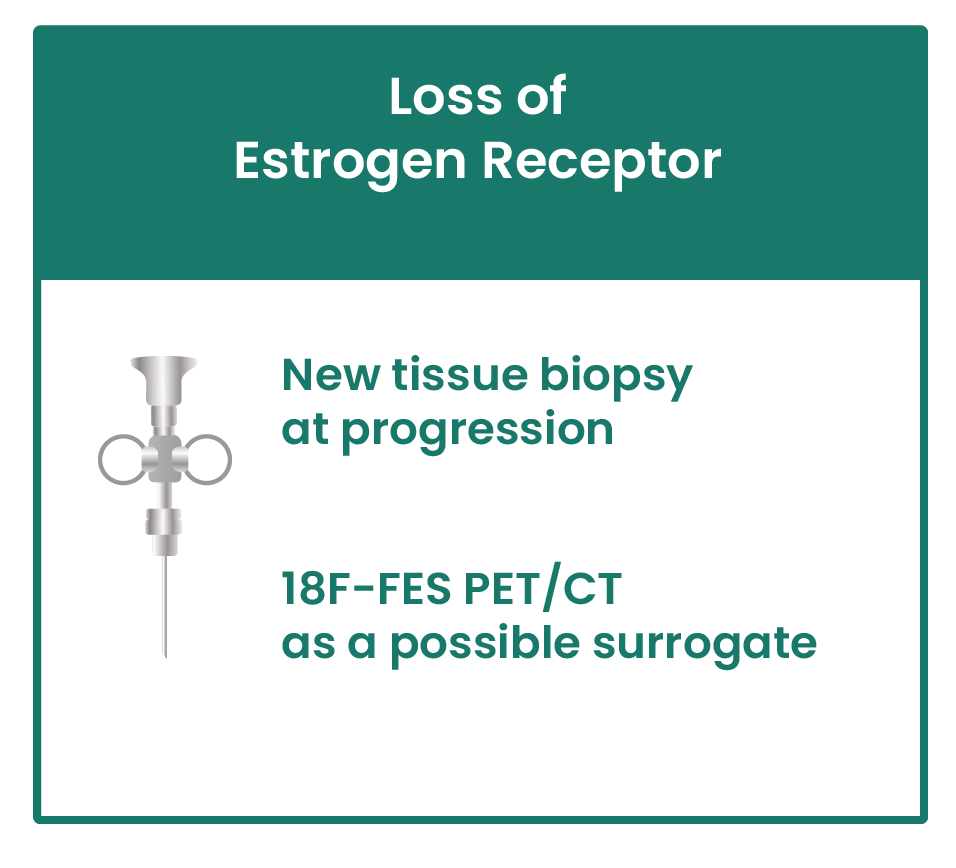 Loss of
Estrogen Receptor
New tissue biopsy
at progression
18F-FES PET/CT
as a possible surrogate